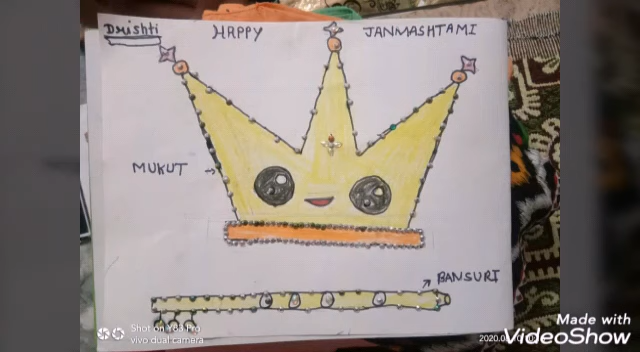 Drishti
HAPPY JANMASHTAMI
MUKUT
BANSURI
Shot on Y83 Pro
vivo dual camera
Made with
VideoShow